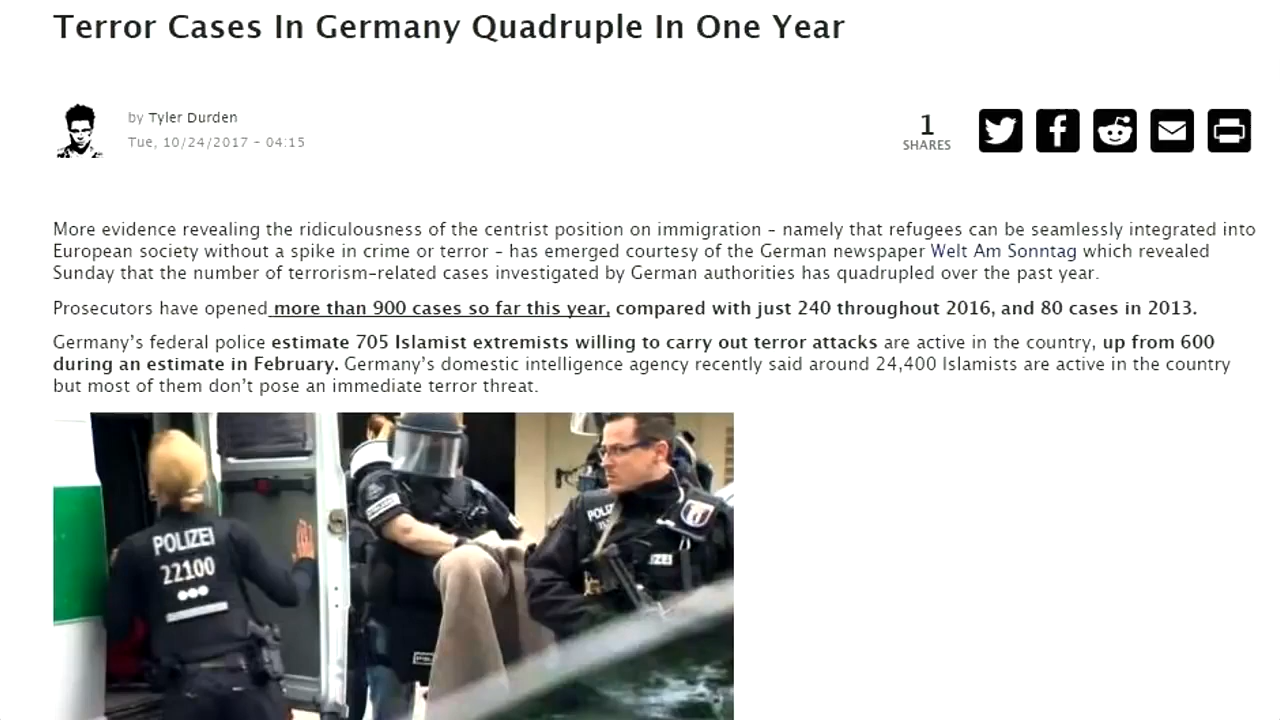 Terror Cases In Germany Quadruple In One Year
by Tyler Durden
Tue, 10/24/2017 - 04:15
1
SHARES
More evidence revealing the ridiculousness of the centrist position on immigration - namely that refugees can be seamlessly integrated into
European society without a spike in crime or terror - has emerged courtesy of the German newspaper Welt Am Sonntag which revealed
Sunday that the number of terrorism-related cases investigated by German authorities has quadrupled over the past year.
Prosecutors have opened more than 900 cases so far this year, compared with just 240 throughout 2016, and 80 cases in 2013.
Germany's federal police estimate 705 Islamist extremists willing to carry out terror attacks are active in the country, up from 600
during an estimate in February. Germany's domestic intelligence agency recently said around 24,400 Islamists are active in the country
but most of them don't pose an immediate terror threat.
POLIZEI
22100